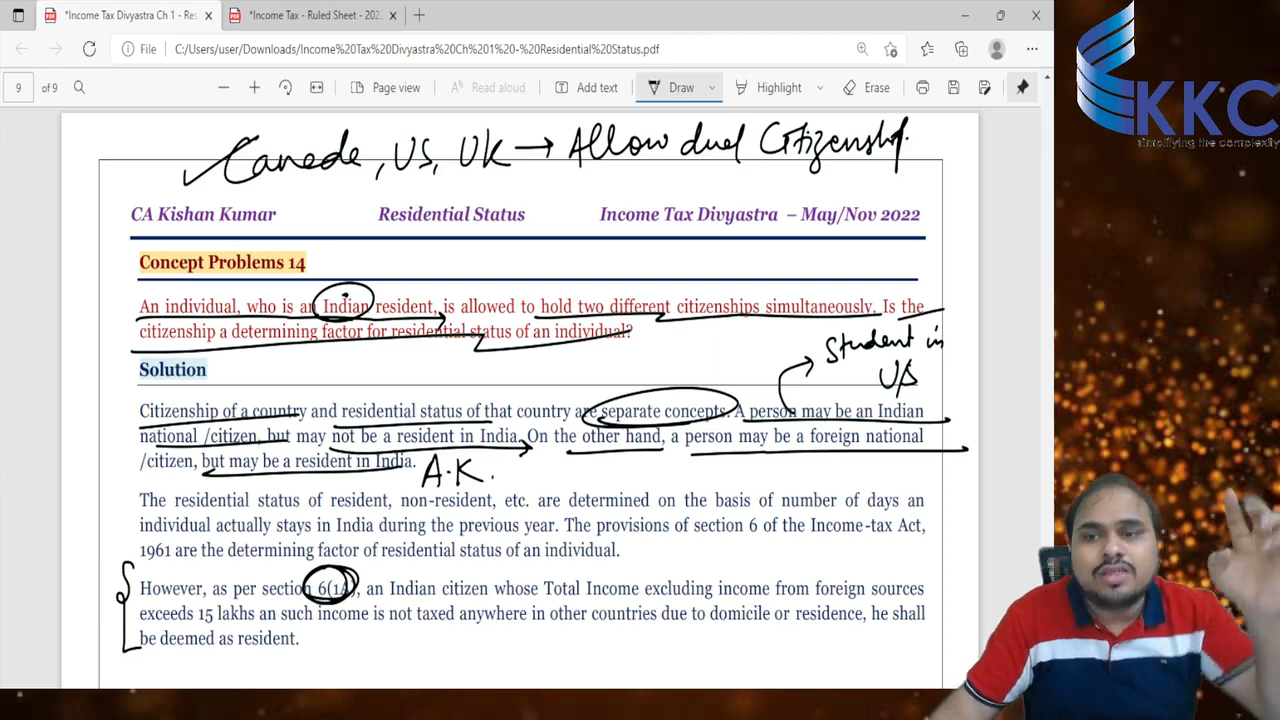 *Income Tax Divyastra Ch 1 - Res
*Income Tax - Ruled Sheet - 202
File
C:/Users/user/Downloads/Income%20Tax%20Divyastra%20Ch%201%20-%20Residential%20Status.pdf
9 of 9
Page view
Read aloud
Add text
Draw
Highlight
Erase
KKC
simplifying the complexity
Canede, US, UK → Allow dual Citizenship.
CA Kishan Kumar Residential Status Income Tax Divyastra – May/Nov 2022
Concept Problems 14
An individual, who is an Indian resident, is allowed to hold two different citizenships simultaneously. Is the
citizenship a determining factor for residential status of an individual?
Student in
US
Solution
Citizenship of a country and residential status of that country are separate concepts. A person may be an Indian
national /citizen, but may not be a resident in India. On the other hand, a person may be a foreign national
/citizen, but may be a resident in India.
A.K.
The residential status of resident, non-resident, etc. are determined on the basis of number of days an
individual actually stays in India during the previous year. The provisions of section 6 of the Income-tax Act,
1961 are the determining factor of residential status of an individual.
However, as per section 6(1A), an Indian citizen whose Total Income excluding income from foreign sources
exceeds 15 lakhs an such income is not taxed anywhere in other countries due to domicile or residence, he shall
be deemed as resident.